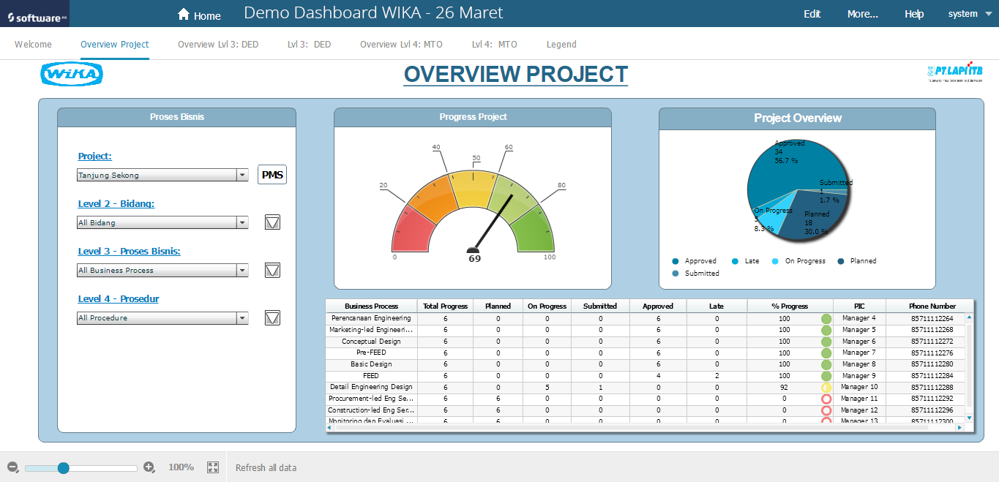 software AG
Home
Demo Dashboard WIKA - 26 Maret
Edit
More...
Help
system
Welcome
Overview Project
Overview Lvl 3: DED
Lvl 3: DED
Overview Lvl 4: MTO
Lvl 4: MTO
Legend
WIKA
OVERVIEW PROJECT
PT.LAPI ITB
Proses Bisnis
Project:
Tanjung Sekong
PMS
Level 2 - Bidang:
All Bidang
Level 3 - Proses Bisnis:
All Business Process
Level 4 - Prosedur
All Procedure
Progress Project
0
20
40
50
60
80
100
69
Project Overview
Approved
34
56.7 %
Submitted
1
1.7 %
On Progress
5
8.3 %
Planned
18
30.0 %
Approved Late On Progress Planned
Submitted
Business Process Total Progress Planned On Progress Submitted Approved Late % Progress PIC Phone Number
Perencanaan Engineering 6 0 0 0 6 0 100 Manager 4 85711112264
Marketing-led Engineeri... 6 0 0 0 6 0 100 Manager 5 85711112268
Conceptual Design 6 0 0 0 6 0 100 Manager 6 85711112272
Pre-FEED 6 0 0 0 6 0 100 Manager 7 85711112276
Basic Design 6 0 0 0 6 0 100 Manager 8 85711112280
FEED 6 0 0 0 4 2 100 Manager 9 85711112284
Detail Engineering Design 6 0 5 1 0 0 92 Manager 10 85711112288
Procurement-led Eng Se... 6 6 0 0 0 0 0 Manager 11 85711112292
Construction-led Eng Ser... 6 6 0 0 0 0 0 Manager 12 85711112296
Monitoring dan Evaluasi ... 6 6 0 0 0 0 0 Manager 13 85711112300
100%
Refresh all data